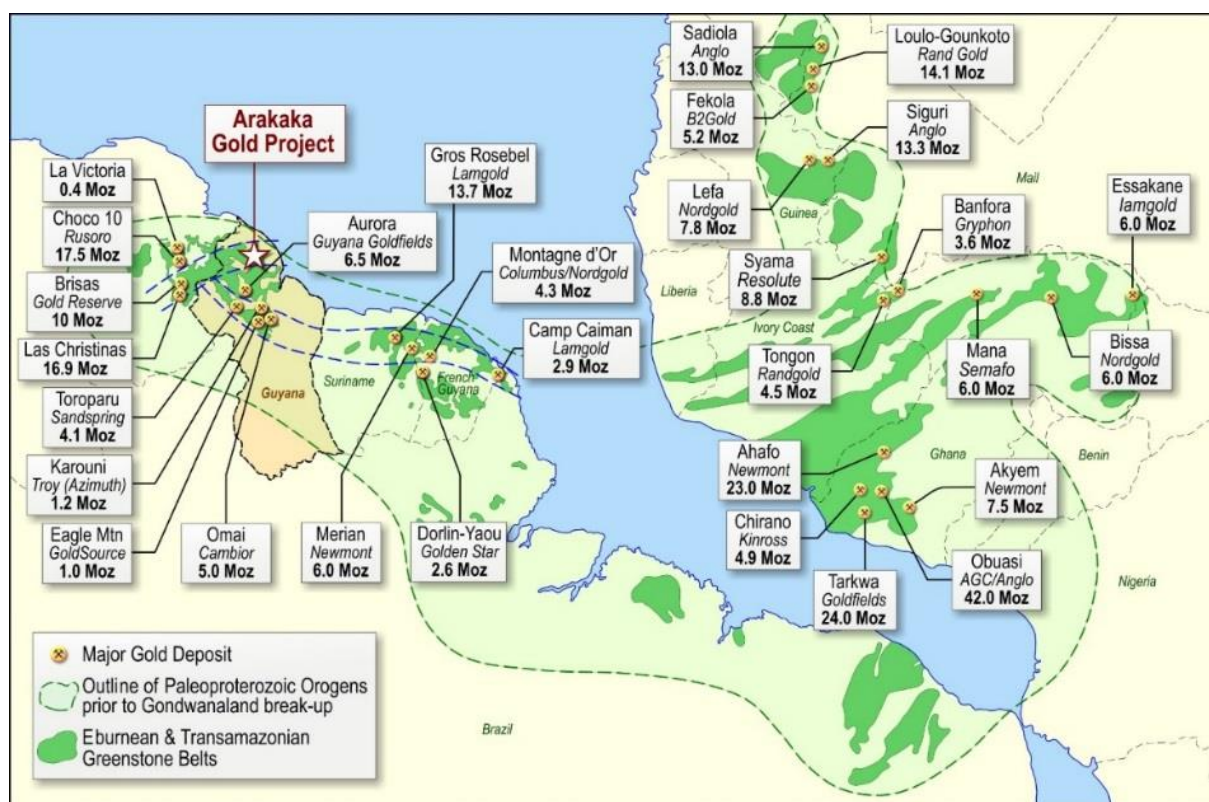 Arakaka
Gold Project
La Victoria
0.4 Moz
Choco 10
Rusoro
17.5 Moz
Brisas
Gold Reserve
10 Moz
Las Christinas
16.9 Moz
Toroparu
Sandspring
4.1 Moz
Karouni
Troy (Azimuth)
1.2 Moz
Eagle Mtn
GoldSource
1.0 Moz
Omai
Cambior
5.0 Moz
Aurora
Guyana Goldfields
6.5 Moz
Gros Rosebel
Lamgold
13.7 Moz
Montagne d'Or
Columbus/Nordgold
4.3 Moz
Camp Caiman
Lamgold
2.9 Moz
Merian
Newmont
6.0 Moz
Dorlin-Yaou
Golden Star
2.6 Moz
Guyana
Suriname
French
Guyana
Brazil
Sadiola
Anglo
13.0 Moz
Loulo-Gounkoto
Rand Gold
14.1 Moz
Fekola
B2Gold
5.2 Moz
Siguri
Anglo
13.3 Moz
Lefa
Nordgold
7.8 Moz
Guinea
Mali
Banfora
Gryphon
3.6 Moz
Essakane
Iamgold
6.0 Moz
Syama
Resolute
8.8 Moz
Liberia
Ivory Coast
Tongon
Randgold
4.5 Moz
Mana
Semafo
6.0 Moz
Bissa
Nordgold
6.0 Moz
Ahafo
Newmont
23.0 Moz
Ghana
Benin
Akyem
Newmont
7.5 Moz
Chirano
Kinross
4.9 Moz
Tarkwa
Goldfields
24.0 Moz
Obuasi
AGC/Anglo
42.0 Moz
Nigeria
Major Gold Deposit
Outline of Paleoproterozoic Orogens
prior to Gondwanaland break-up
Eburnean & Transamazonian
Greenstone Belts